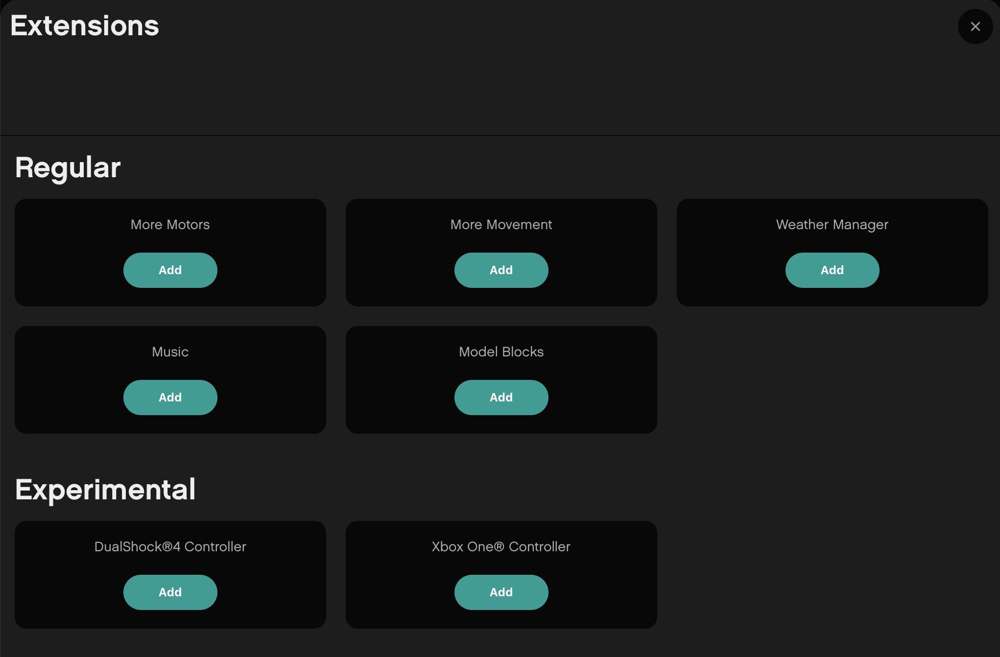 Extensions
Regular
More Motors
More Movement
Weather Manager
Add
Add
Add
Music
Model Blocks
Add
Add
Experimental
DualShock®4 Controller
Xbox One® Controller
Add
Add